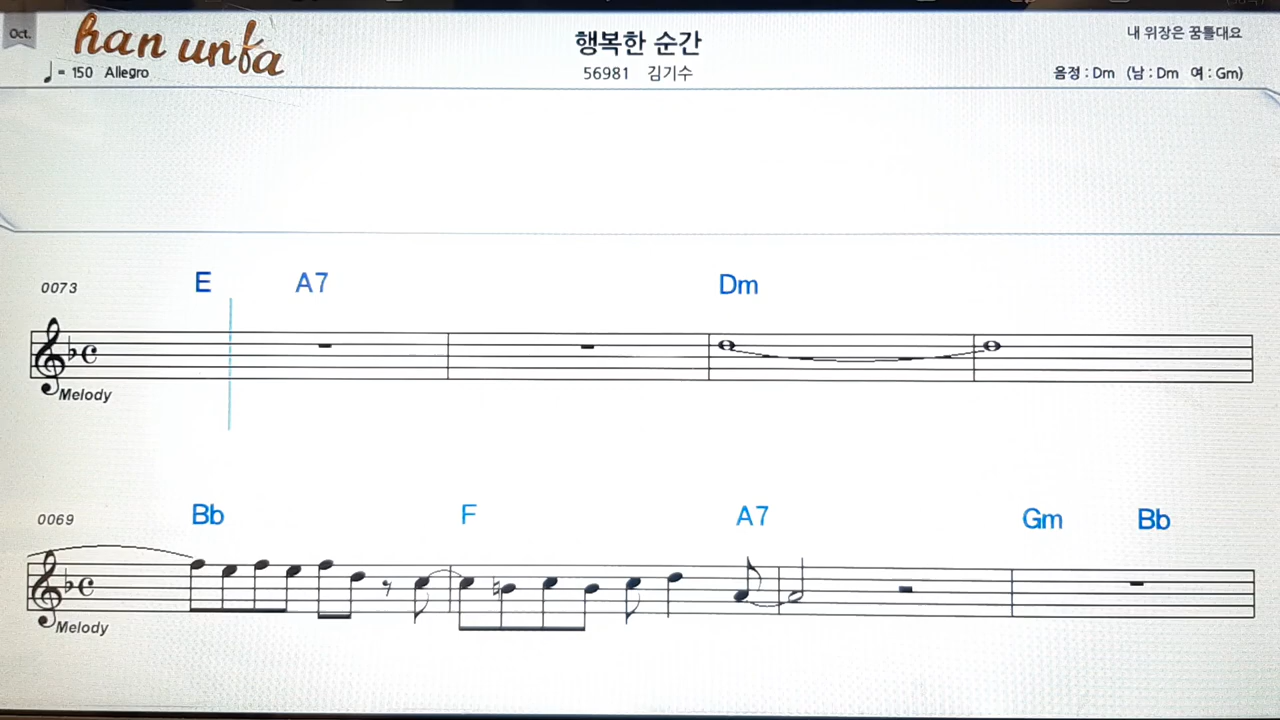 Oct.
han unfa
행복한 순간
내 위장은 꿈틀대요
♩ = 150 Allegro
56981 김기수
음정 : Dm (남 : Dm 여 : Gm)
0073 E A7 Dm
Melody
0069 Bb F A7 Gm Bb
Melody